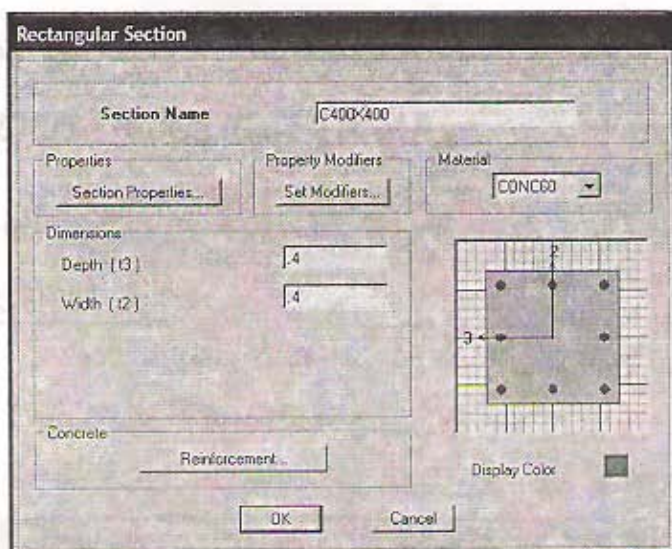 Rectangular Section
Section Name C400X400
Properties
Section Properties...
Property Modifiers
Set Modifiers...
Material
CONC60
Dimensions
Depth ( t3 ) .4
Width ( t2 ) .4
2
3
Concrete
Reinforcement...
Display Color
OK
Cancel